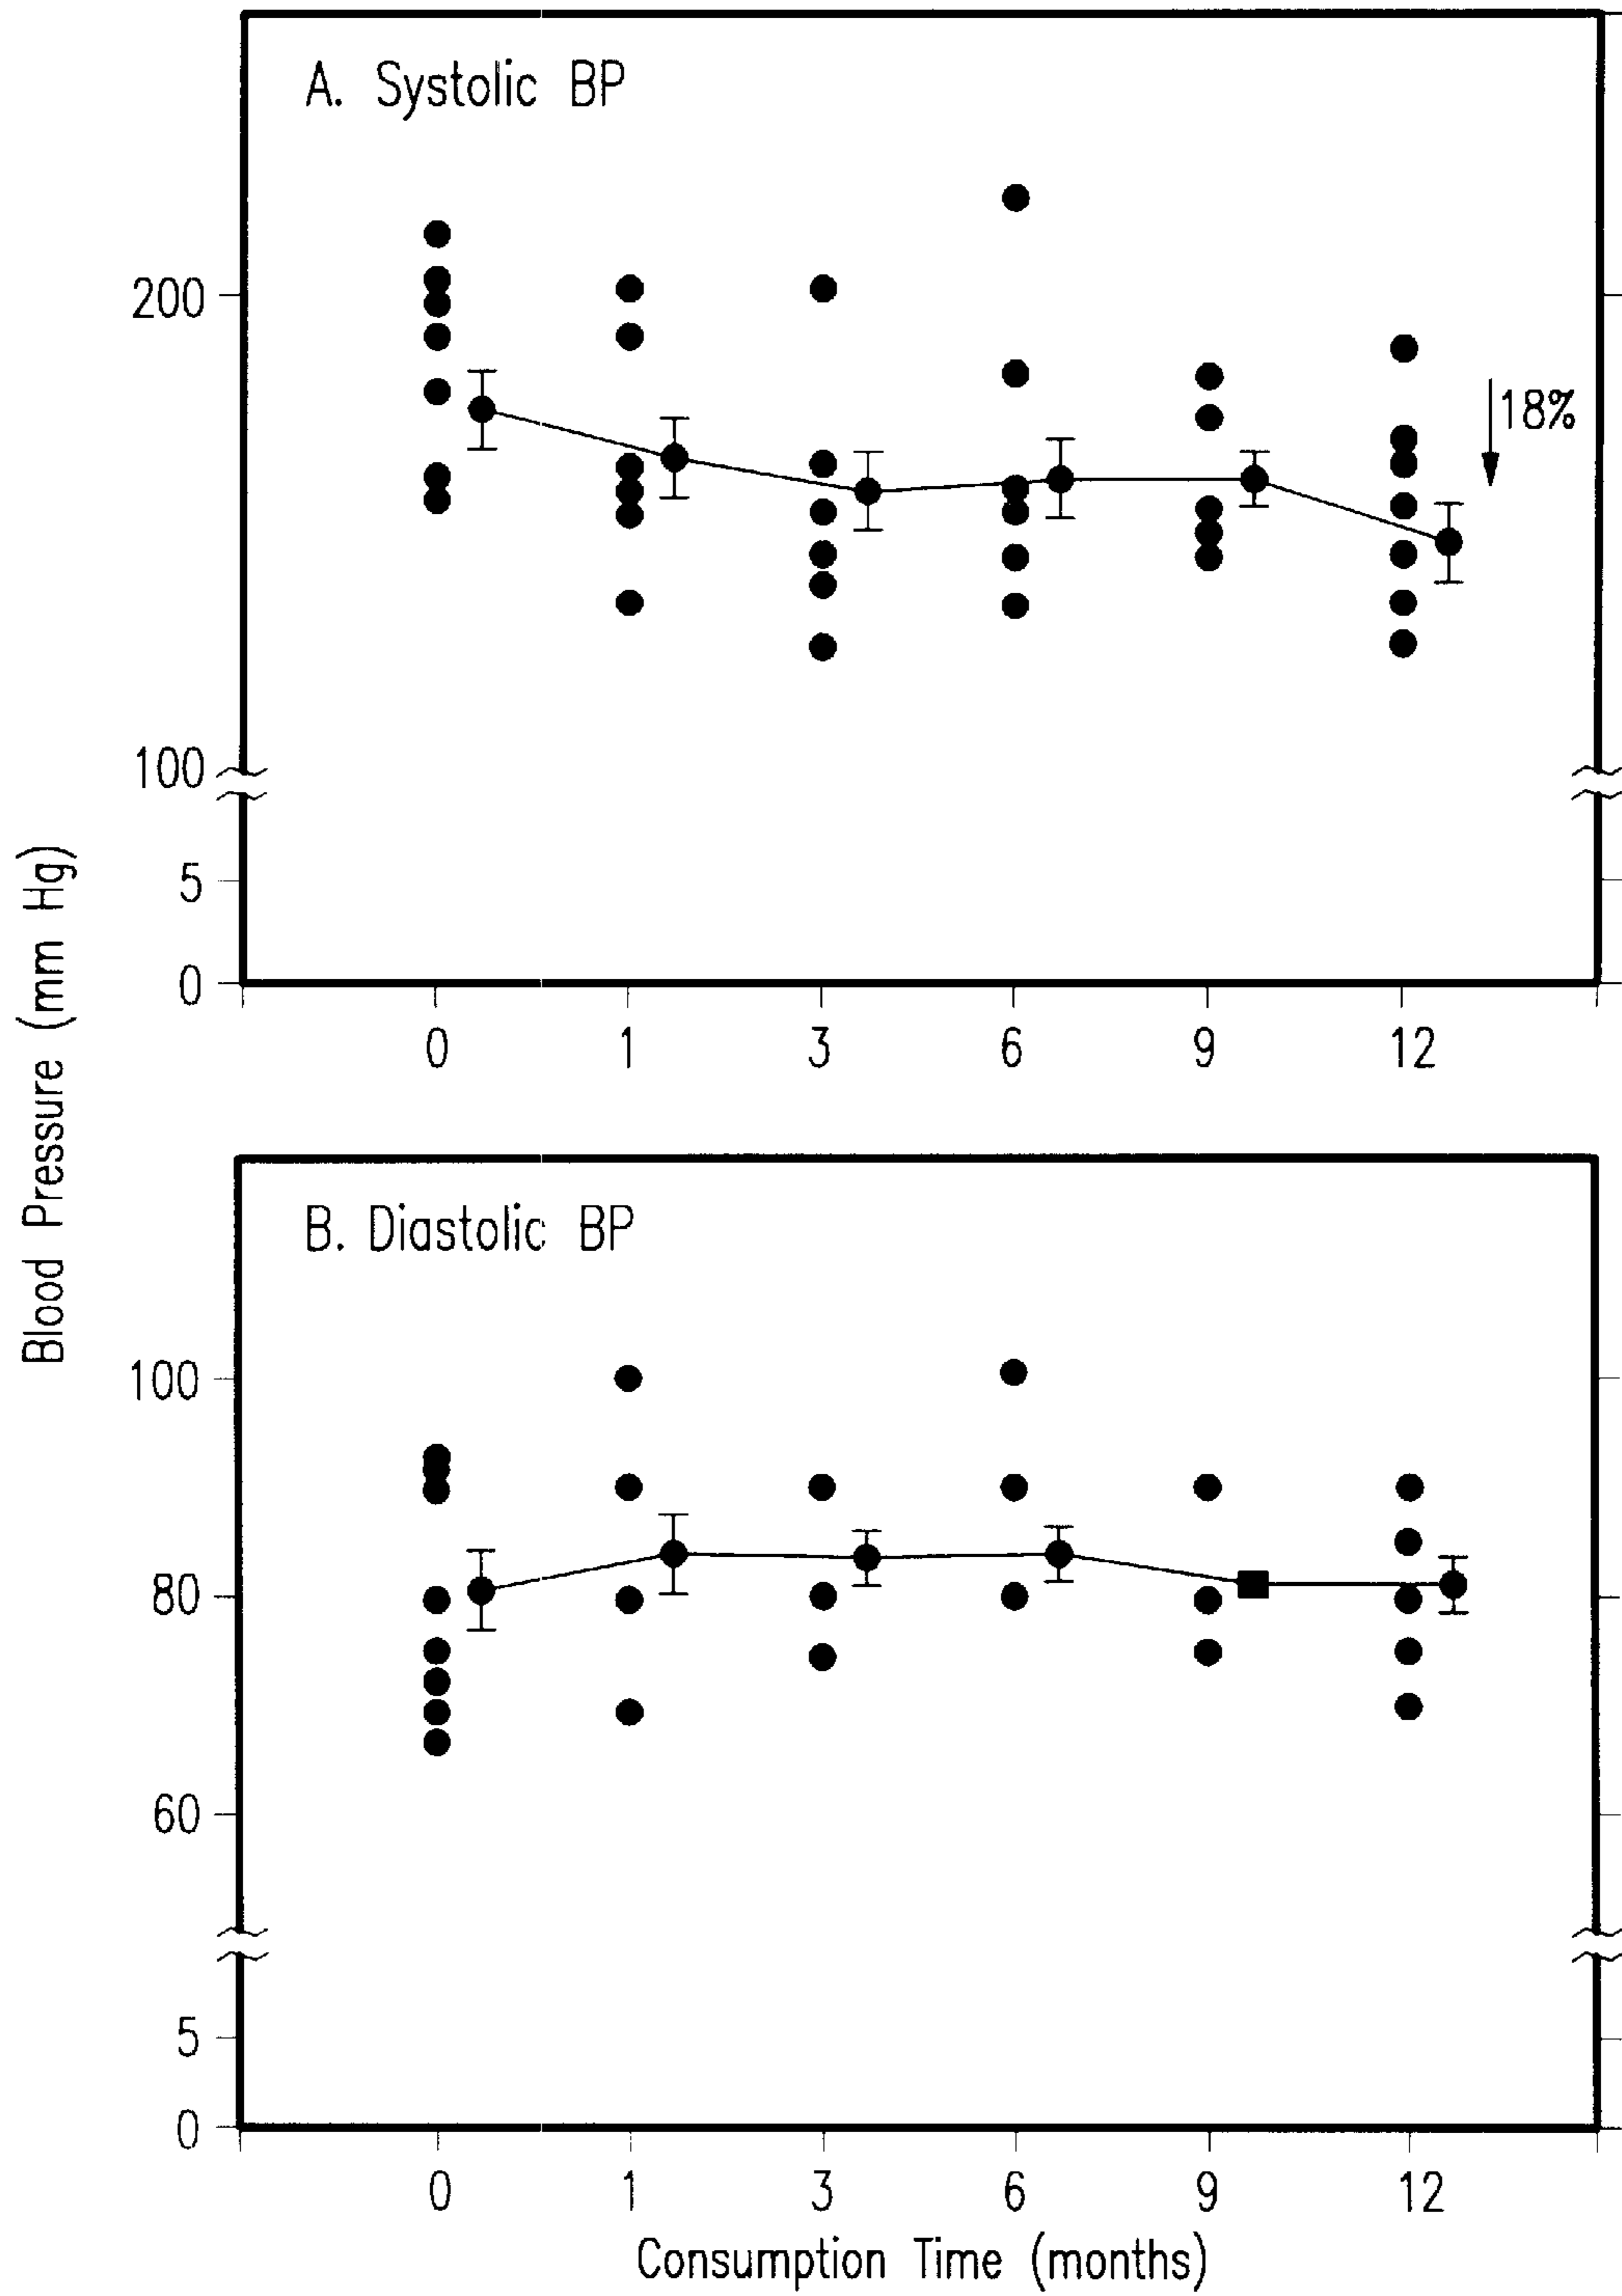 A. Systolic BP
200
18%
100
5
0
0 1 3 6 9 12
Blood Pressure (mm Hg)
B. Diastolic BP
100
80
60
5
0
0 1 3 6 9 12
Consumption Time (months)